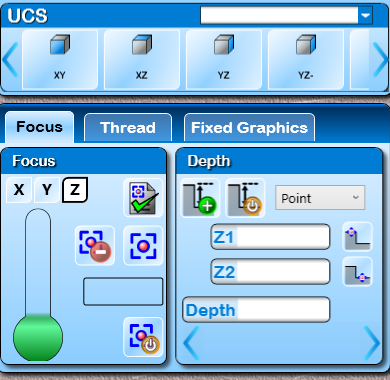 UCS
XY XZ YZ YZ-
Focus Thread Fixed Graphics
Focus
X Y Z
Depth
Point
Z1
Z2
Depth